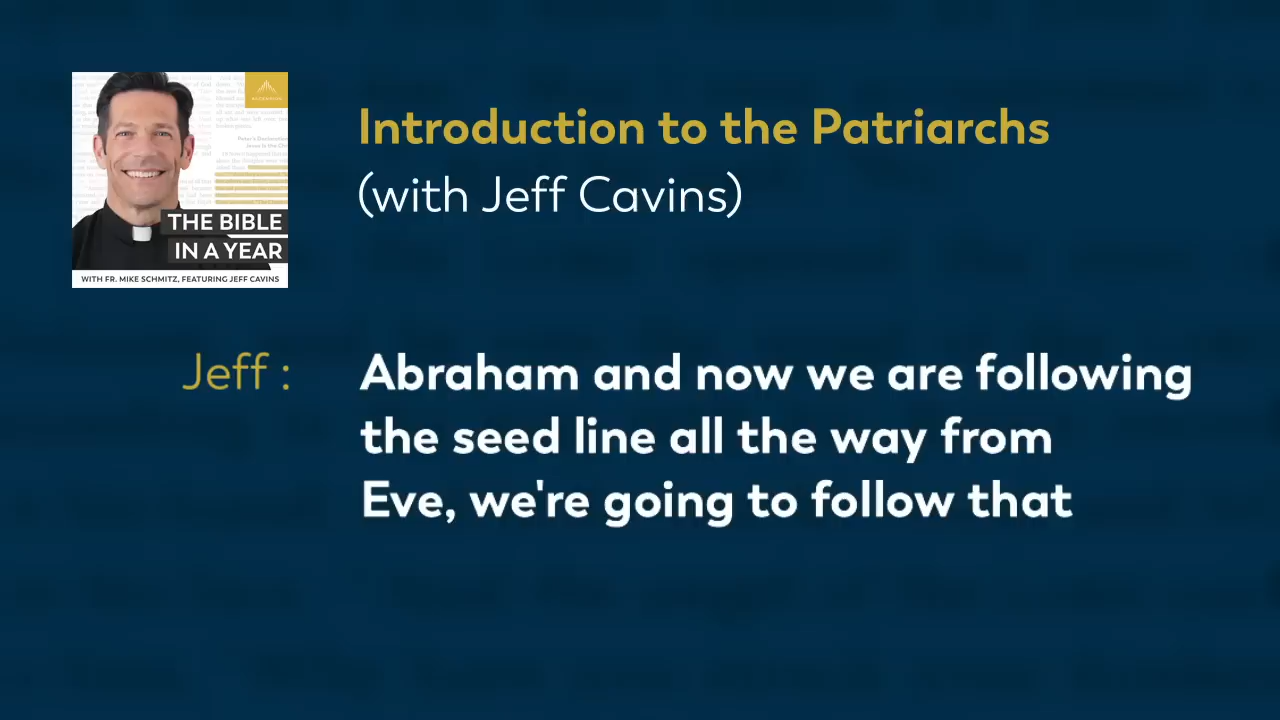 Introduction to the Patriarchs
(with Jeff Cavins)
THE BIBLE
IN A YEAR
WITH FR. MIKE SCHMITZ, FEATURING JEFF CAVINS
Jeff :
Abraham and now we are following
the seed line all the way from
Eve, we're going to follow that